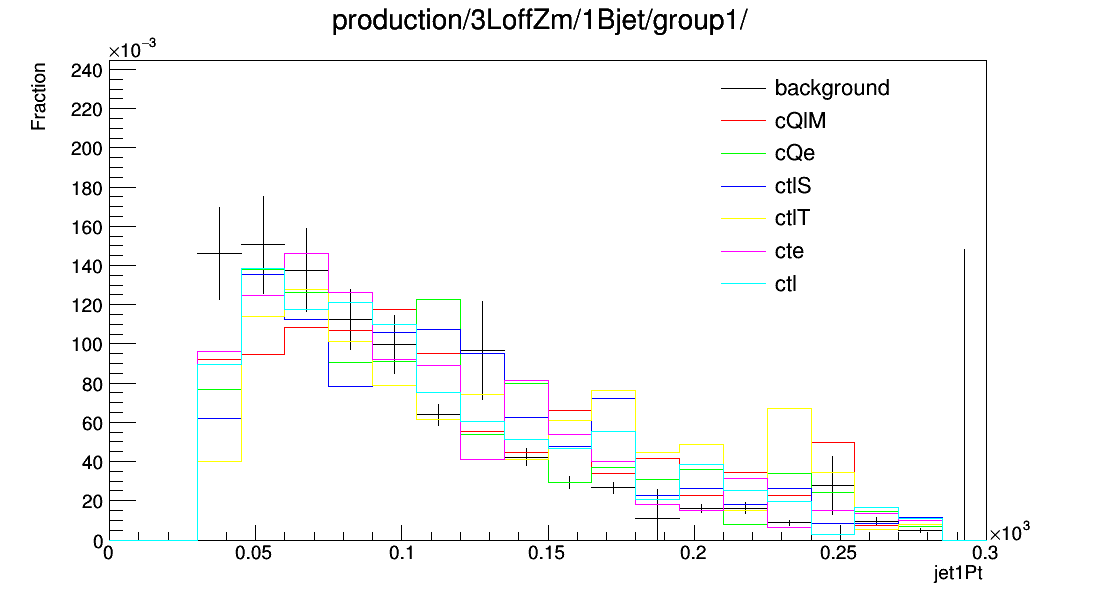 production/3LoffZm/1Bjet/group1/
×10⁻³
Fraction
240
220
200
180
160
140
120
100
80
60
40
20
0
background
cQlM
cQe
ctlS
ctlT
cte
ctl
0 0.05 0.1 0.15 0.2 0.25 0.3
×10³
jet1Pt